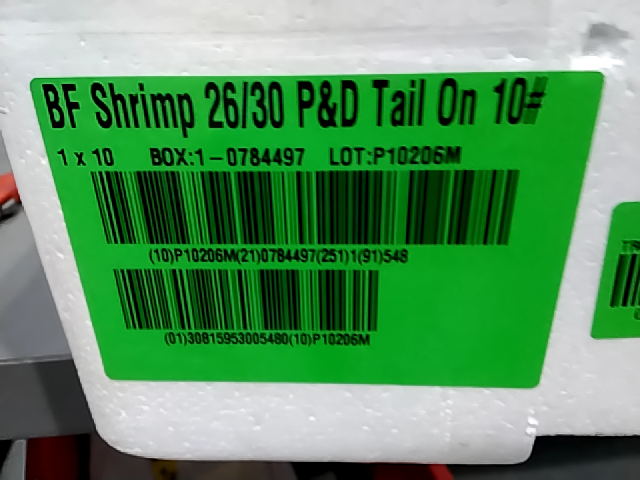 BF Shrimp 26/30 P&D Tail On 10#
1 x 10 BOX:1-0784497 LOT:P10206M
(10)P10206M(21)0784497(251)1(91)548
(01)30815953005480(10)P10206M